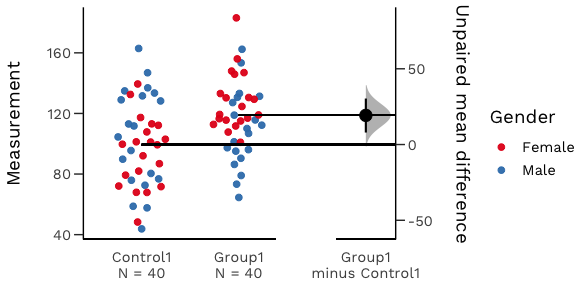 Measurement
160
120
80
40
Control1
N = 40
Group1
N = 40
Group1
minus Control1
50
0
-50
Unpaired mean difference
Gender
Female
Male